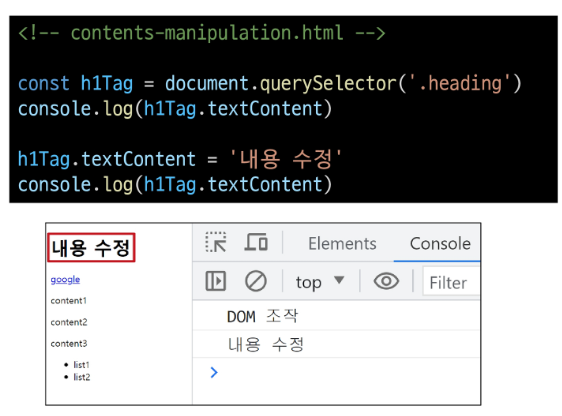 <!-- contents-manipulation.html -->
const h1Tag = document.querySelector('.heading')
console.log(h1Tag.textContent)
h1Tag.textContent = '내용 수정'
console.log(h1Tag.textContent)
내용 수정
google
content1
content2
content3
list1
list2
Elements Console
top Filter
DOM 조작
내용 수정